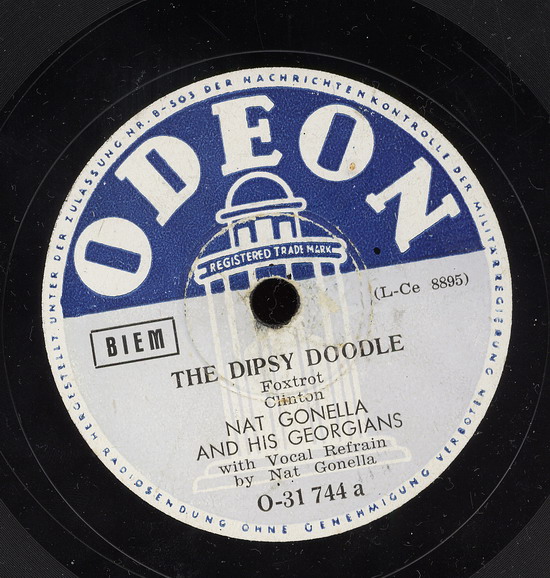 HERGESTELLT UNTER DER ZULASSUNG NR. B-503 DER NACHRICHTENKONTROLLE DER MILITÄRREGIERUNG
RADIOSENDUNG OHNE GENEHMIGUNG VERBOTEN
ODEON
REGISTERED TRADE MARK
(L-Ce 8895)
BIEM
THE DIPSY DOODLE
Foxtrot
Clinton
NAT GONELLA
AND HIS GEORGIANS
with Vocal Refrain
by Nat Gonella
O-31 744 a